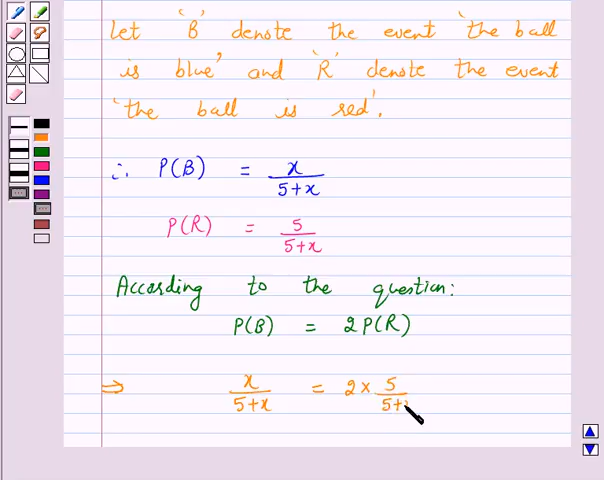 Let 'B' denote the event 'the ball
is blue' and 'R' denote the event
'the ball is red'.
∴ P(B) = x/(5+x)
P(R) = 5/(5+x)
According to the question:
P(B) = 2P(R)
⇒ x/(5+x) = 2 × 5/(5+